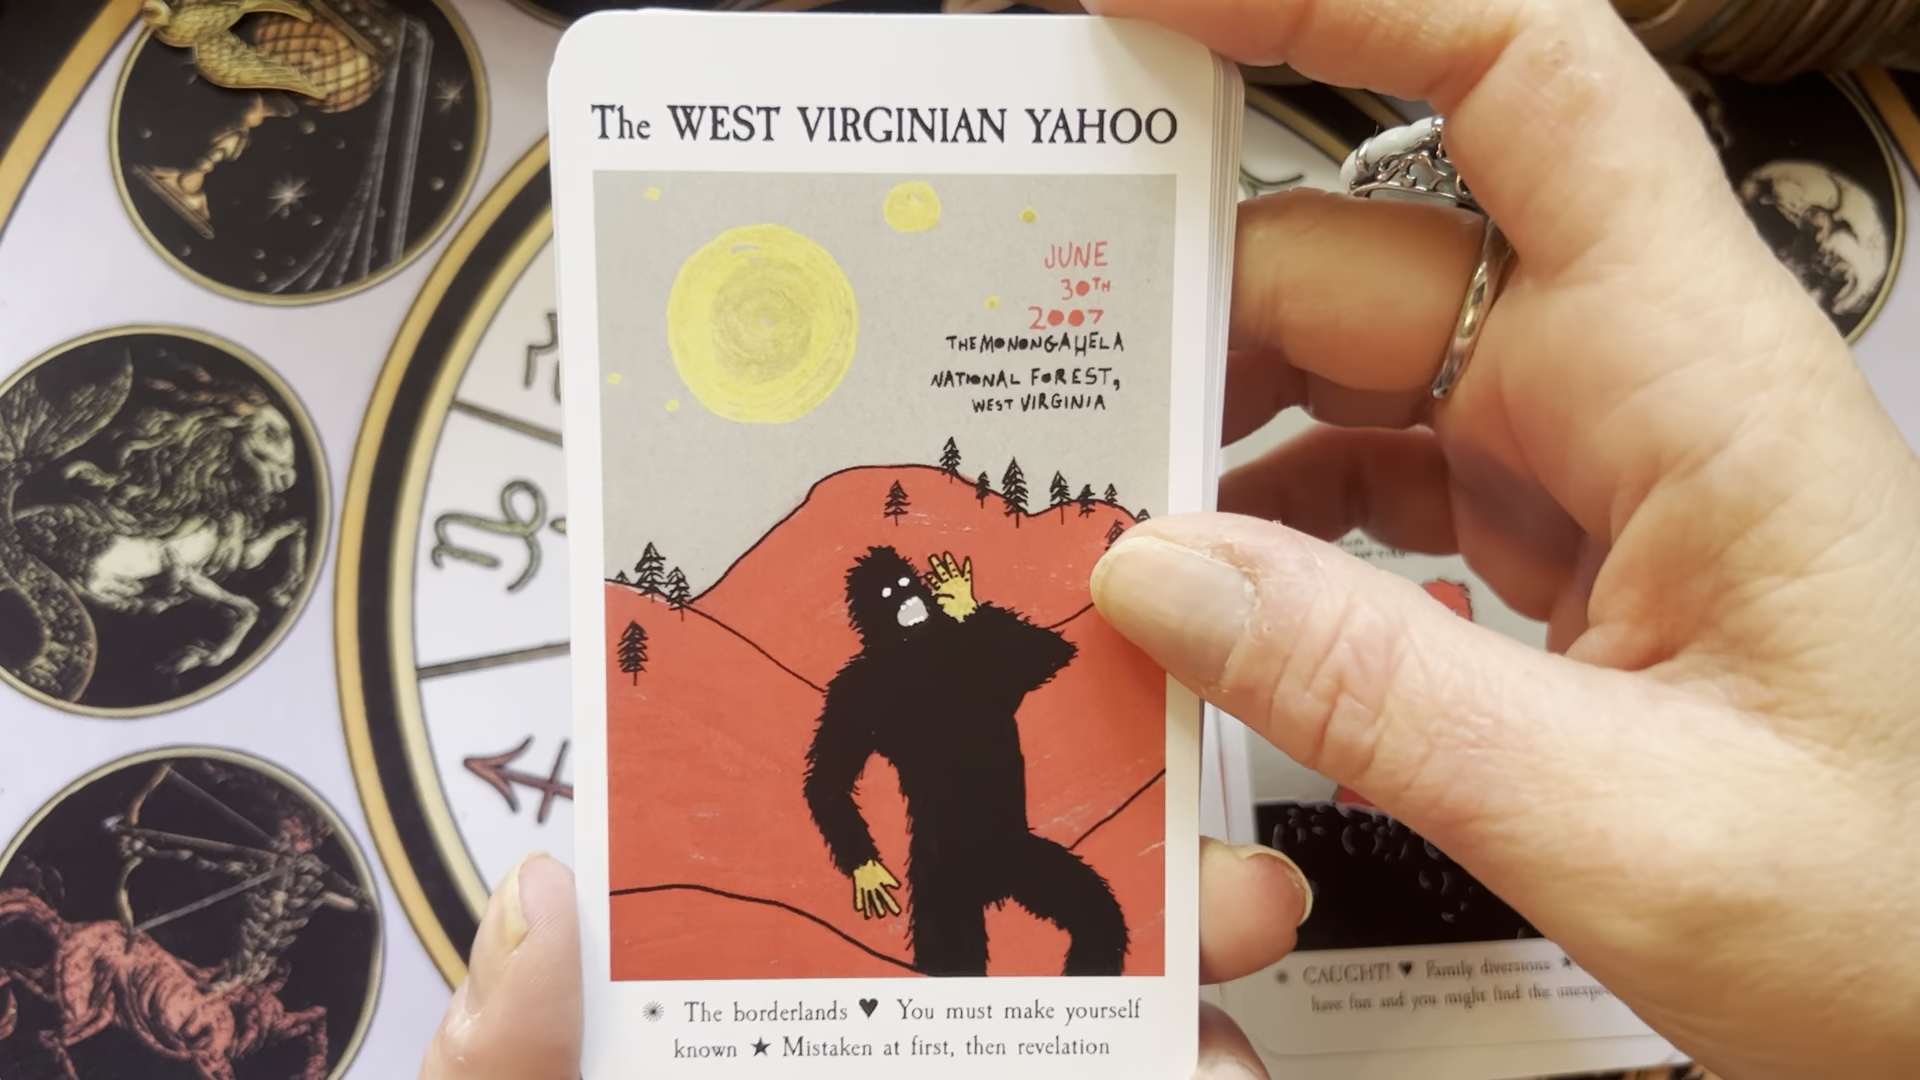 The WEST VIRGINIAN YAHOO
JUNE
30TH
2007
THE MONONGAHELA
NATIONAL FOREST,
WEST VIRGINIA
The borderlands ♥ You must make yourself
known ★ Mistaken at first, then revelation
CAUGHT! ♥ Family diversions ★
have fun and you might find the